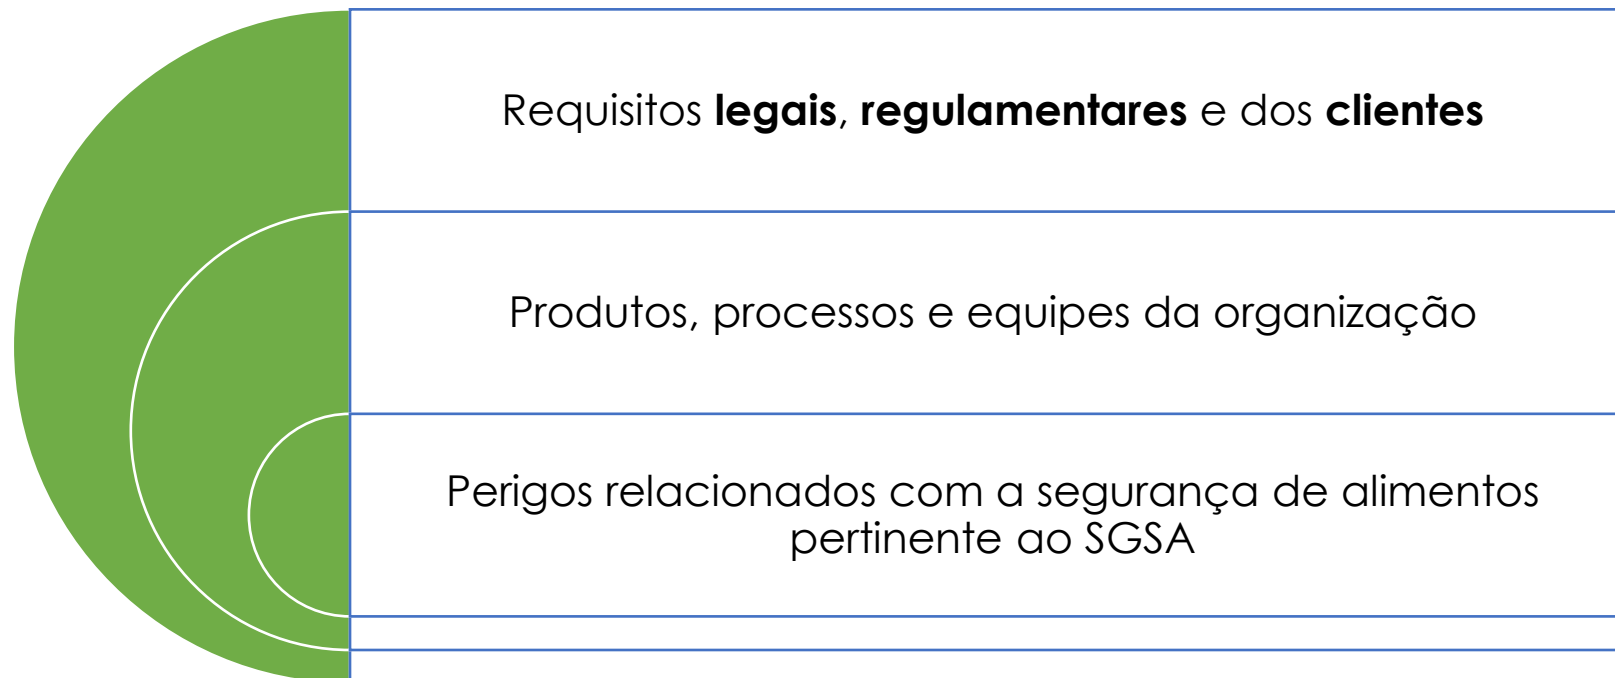 Requisitos legais, regulamentares e dos clientes
Produtos, processos e equipes da organização
Perigos relacionados com a segurança de alimentos
pertinente ao SGSA